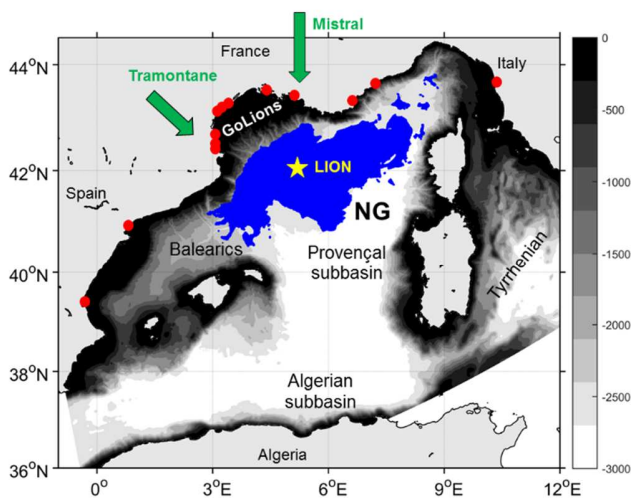 Mistral
France
44°N
Italy
0
Tramontane
GoLions
-500
42°N
LION
-1000
Spain
NG
-1500
Balearics
Provençal
subbasin
Tyrrhenian
40°N
-2000
38°N
Algerian
subbasin
-2500
Algeria
36°N
-3000
0°
3°E
6°E
9°E
12°E